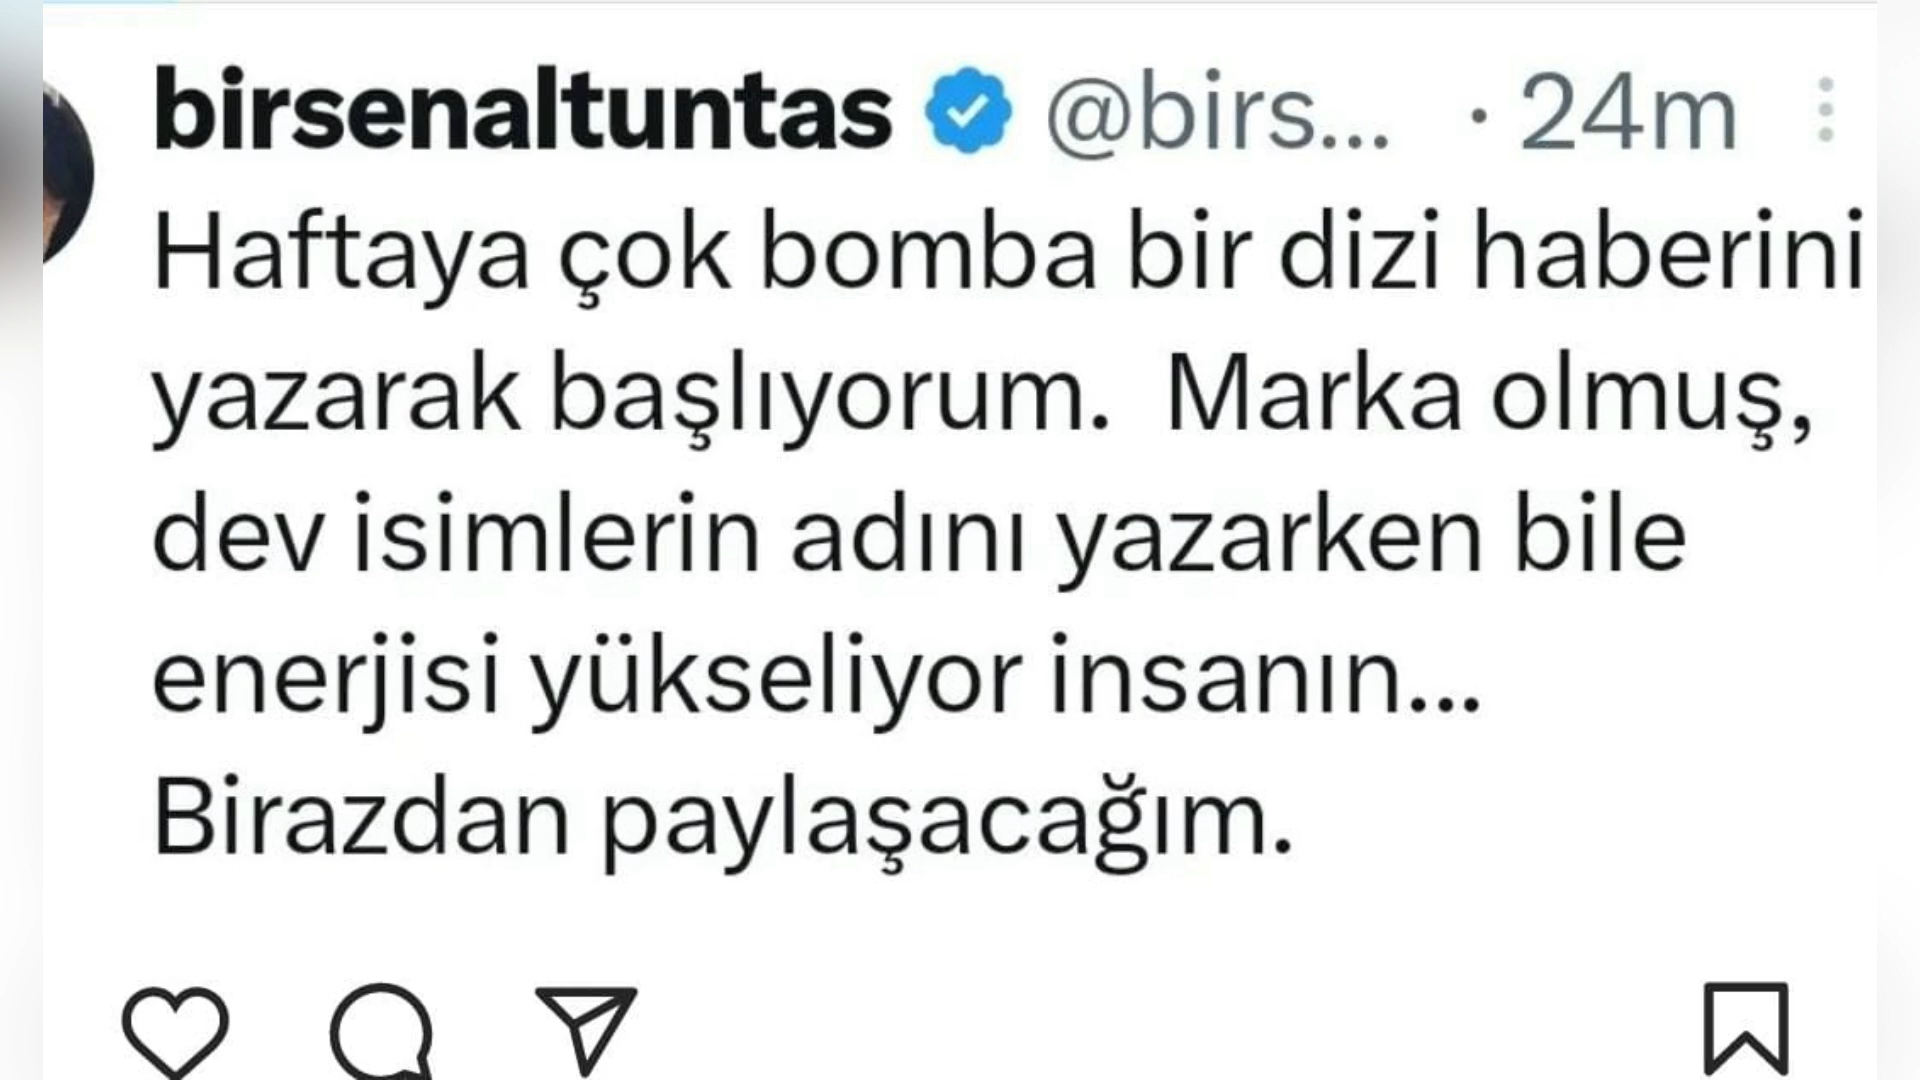 birsenaltuntas @birs... · 24m
Haftaya çok bomba bir dizi haberini
yazarak başlıyorum. Marka olmuş,
dev isimlerin adını yazarken bile
enerjisi yükseliyor insanın...
Birazdan paylaşacağım.